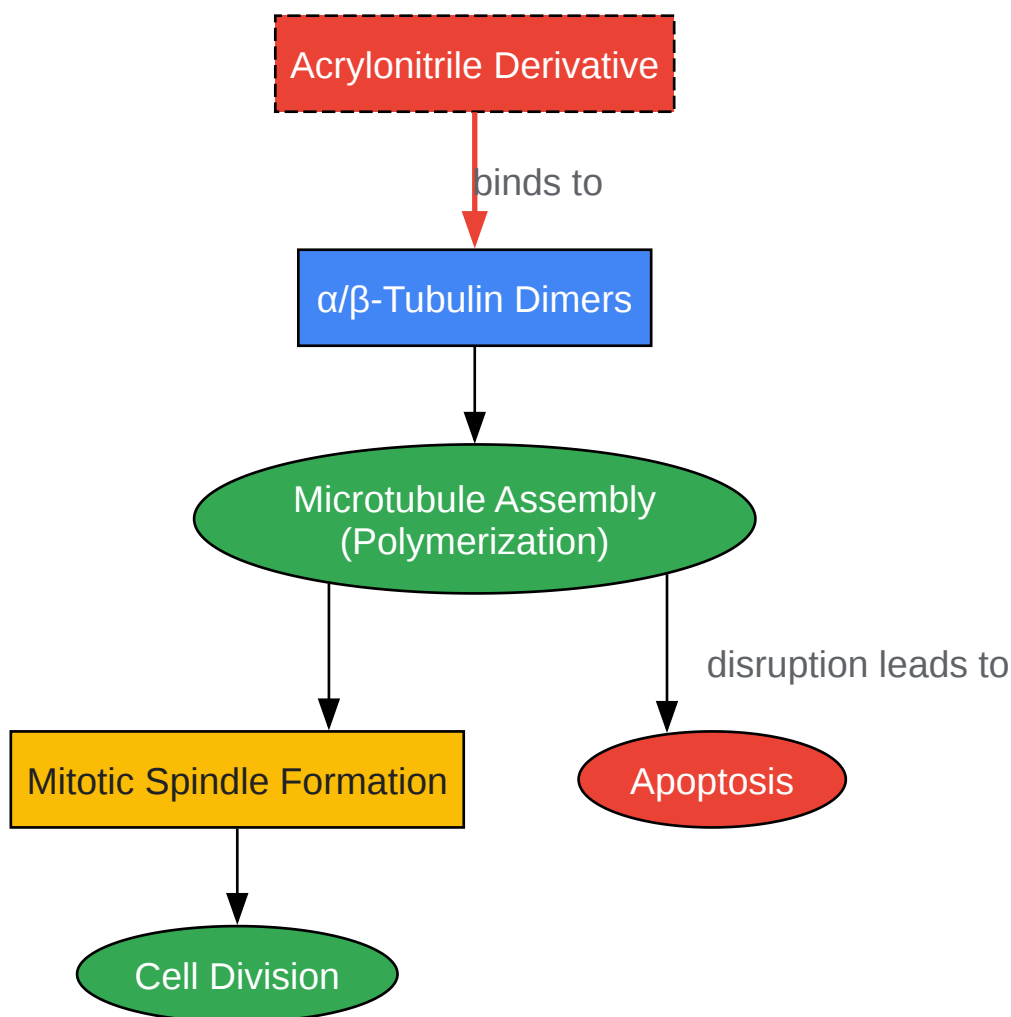 Acrylonitrile Derivative
binds to
α/β-Tubulin Dimers
Microtubule Assembly
(Polymerization)
disruption leads to
Mitotic Spindle Formation
Apoptosis
Cell Division